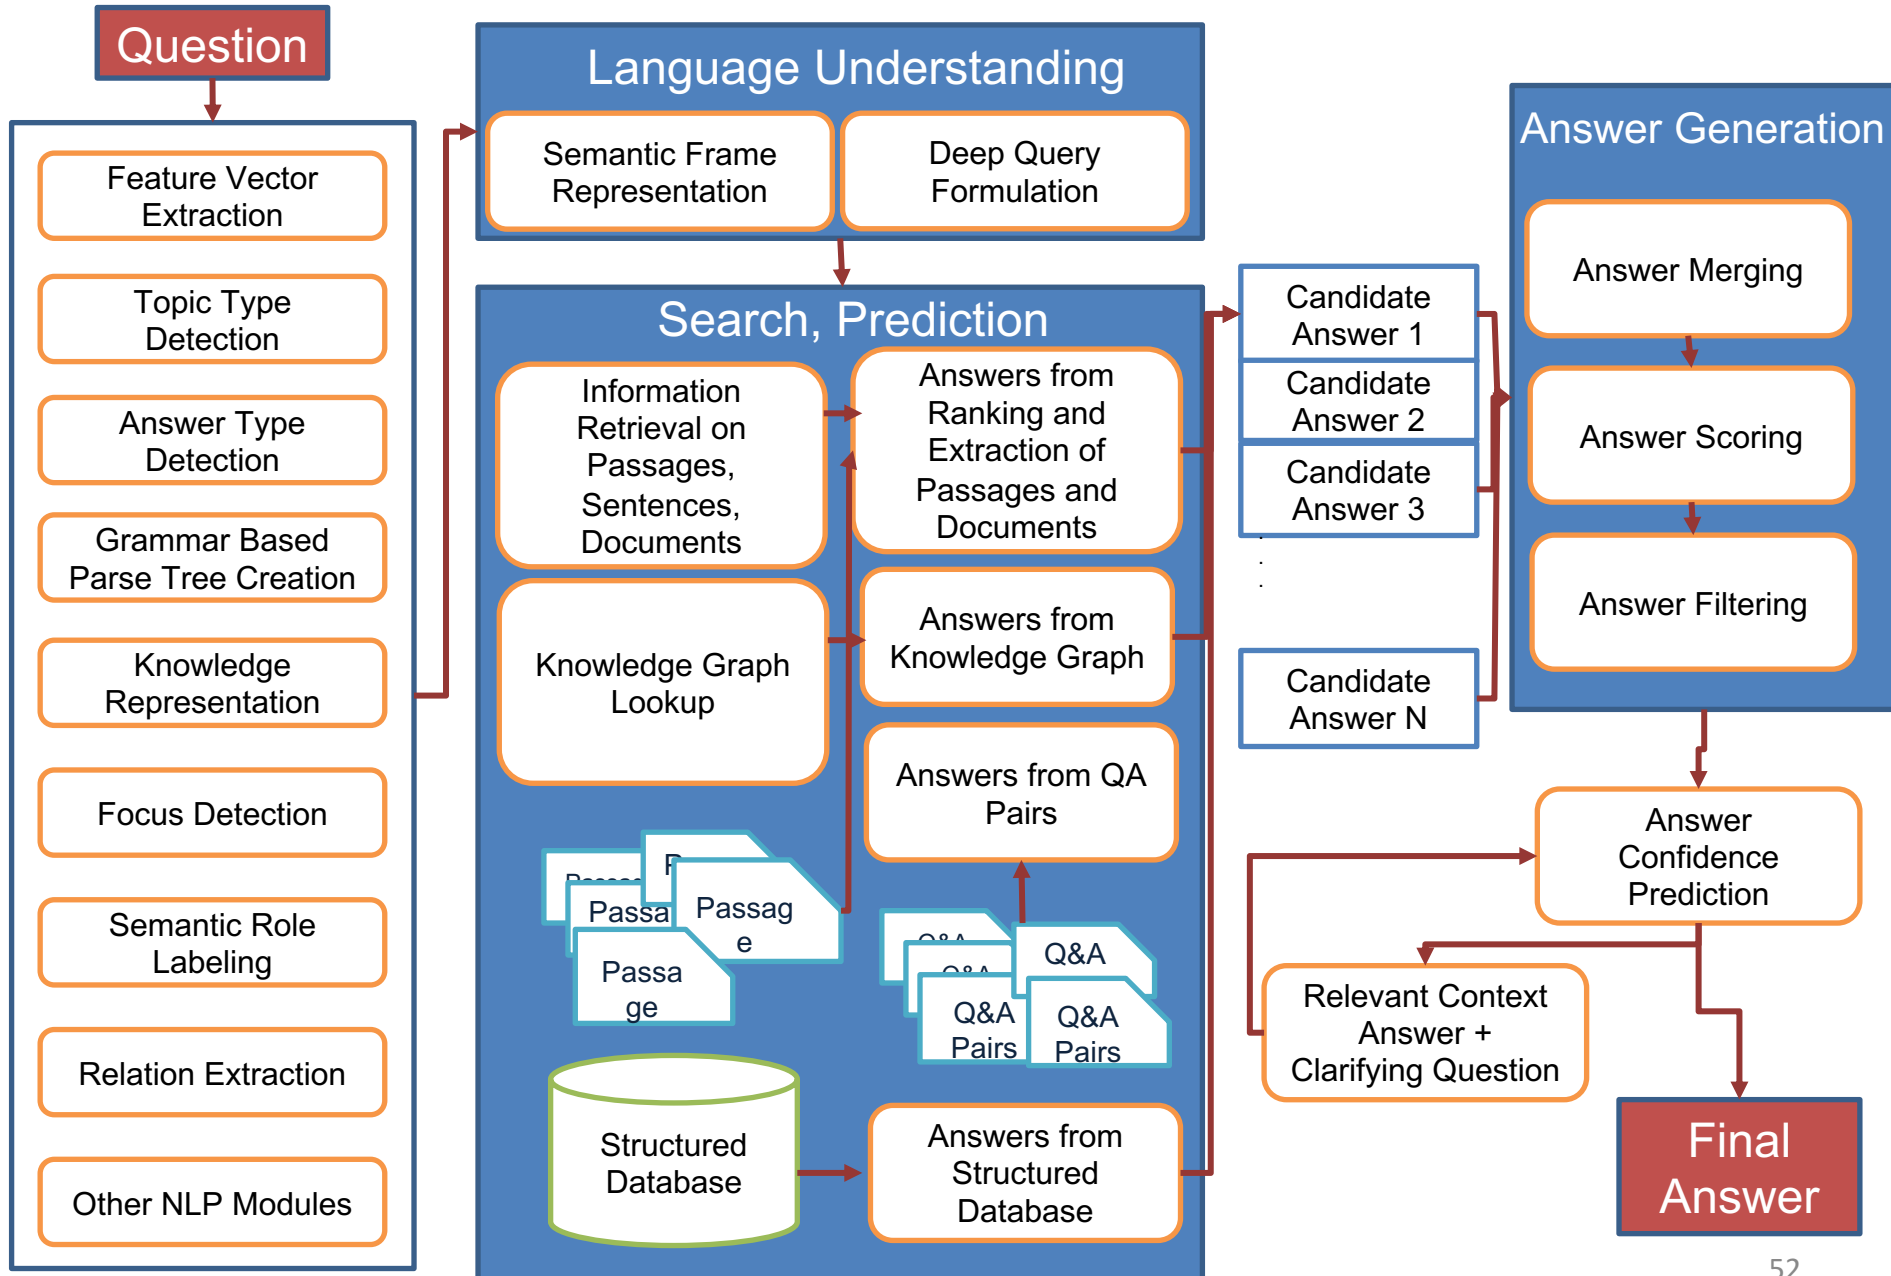 Question
Feature Vector
Extraction
Topic Type
Detection
Answer Type
Detection
Grammar Based
Parse Tree Creation
Knowledge
Representation
Focus Detection
Semantic Role
Labeling
Relation Extraction
Other NLP Modules
Language Understanding
Semantic Frame
Representation
Deep Query
Formulation
Search, Prediction
Information
Retrieval on
Passages,
Sentences,
Documents
Answers from
Ranking and
Extraction of
Passages and
Documents
Knowledge Graph
Lookup
Answers from
Knowledge Graph
Answers from QA
Pairs
Passa
Passag
e
Passa
ge
Q&A
Q&A
Pairs
Q&A
Pairs
Structured
Database
Answers from
Structured
Database
Candidate
Answer 1
Candidate
Answer 2
Candidate
Answer 3
.
.
.
Candidate
Answer N
Answer Generation
Answer Merging
Answer Scoring
Answer Filtering
Answer
Confidence
Prediction
Relevant Context
Answer +
Clarifying Question
Final
Answer
52